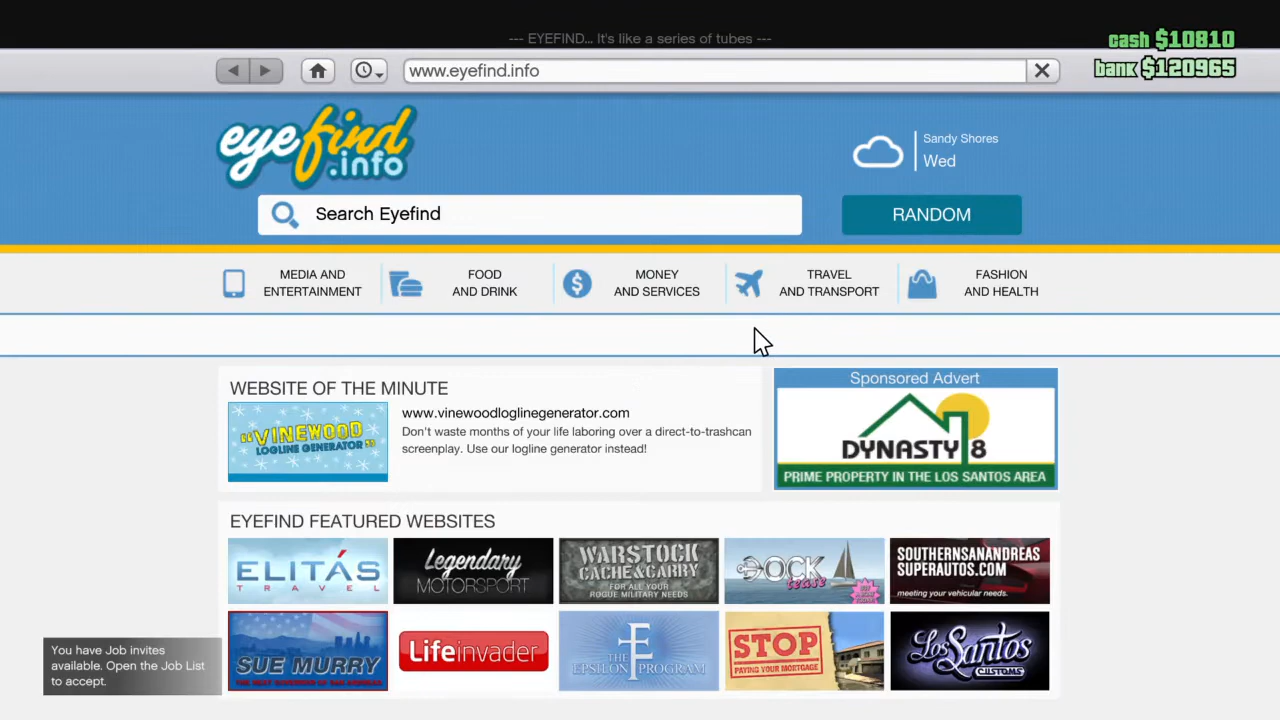 --- EYEFIND... It's like a series of tubes ---
cash $10810
bank $120965
www.eyefind.info
eyefind
.info
Sandy Shores
Wed
Search Eyefind
RANDOM
MEDIA AND
ENTERTAINMENT
FOOD
AND DRINK
MONEY
AND SERVICES
TRAVEL
AND TRANSPORT
FASHION
AND HEALTH
WEBSITE OF THE MINUTE
"VINEWOOD
LOGLINE GENERATOR"
www.vinewoodloglinegenerator.com
Don't waste months of your life laboring over a direct-to-trashcan
screenplay. Use our logline generator instead!
Sponsored Advert
DYNASTY 8
PRIME PROPERTY IN THE LOS SANTOS AREA
EYEFIND FEATURED WEBSITES
ELITÁS
TRAVEL
Legendary
MOTORSPORT
WARSTOCK
CACHE & CARRY
FOR ALL YOUR
ROGUE MILITARY NEEDS
DOCK
tease
SOUTHERNSANANDREAS
SUPERAUTOS.COM
meeting your vehicular needs.
SUE MURRY
THE NEXT GOVERNOR OF SAN ANDREAS
Lifeinvader
THE
EPSILON PROGRAM
STOP
PAYING YOUR MORTGAGE
Los Santos
CUSTOMS
You have Job invites
available. Open the Job List
to accept.